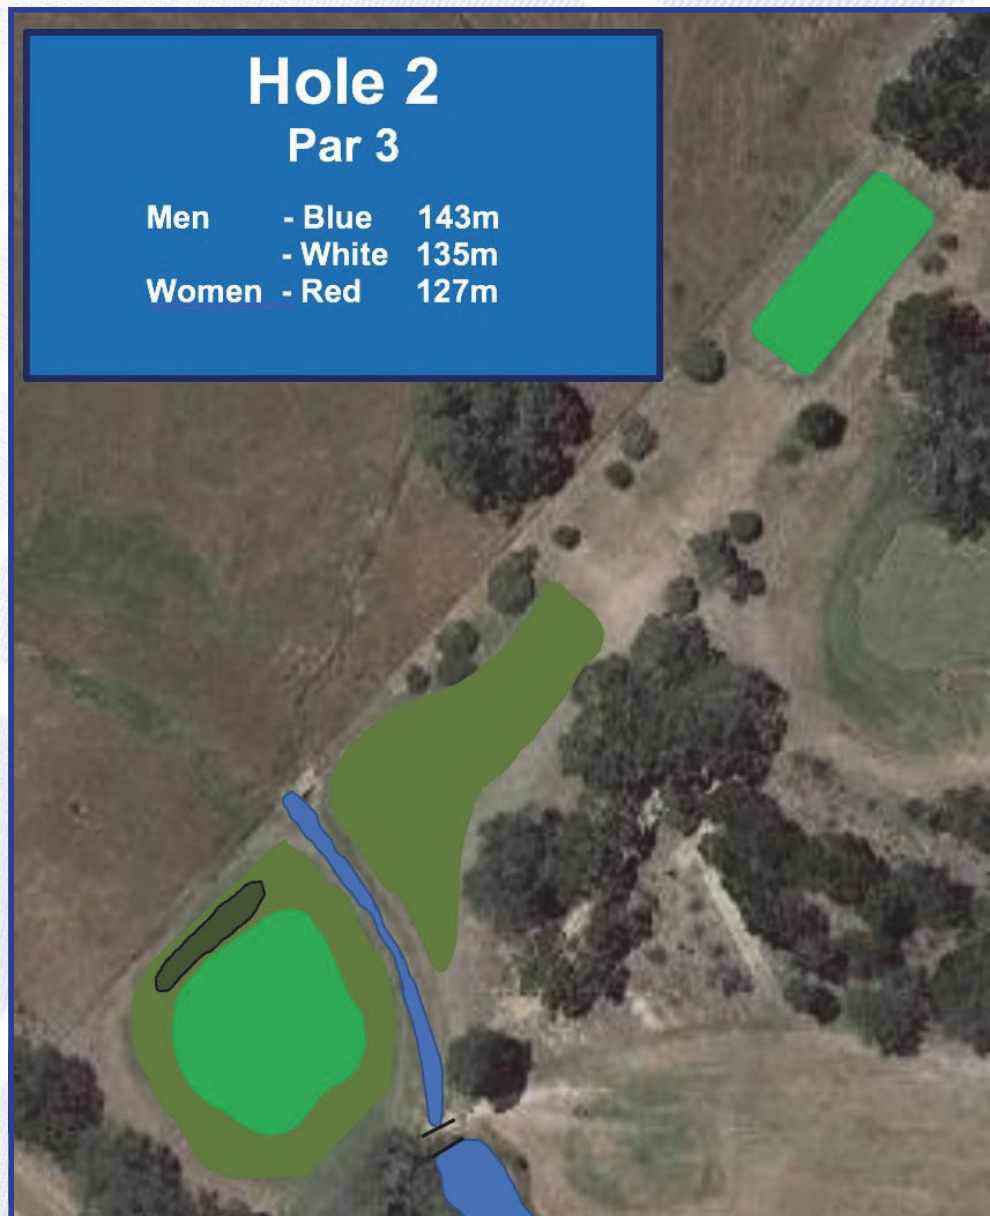 Hole 2
Par 3
Men - Blue 143m
- White 135m
Women - Red 127m